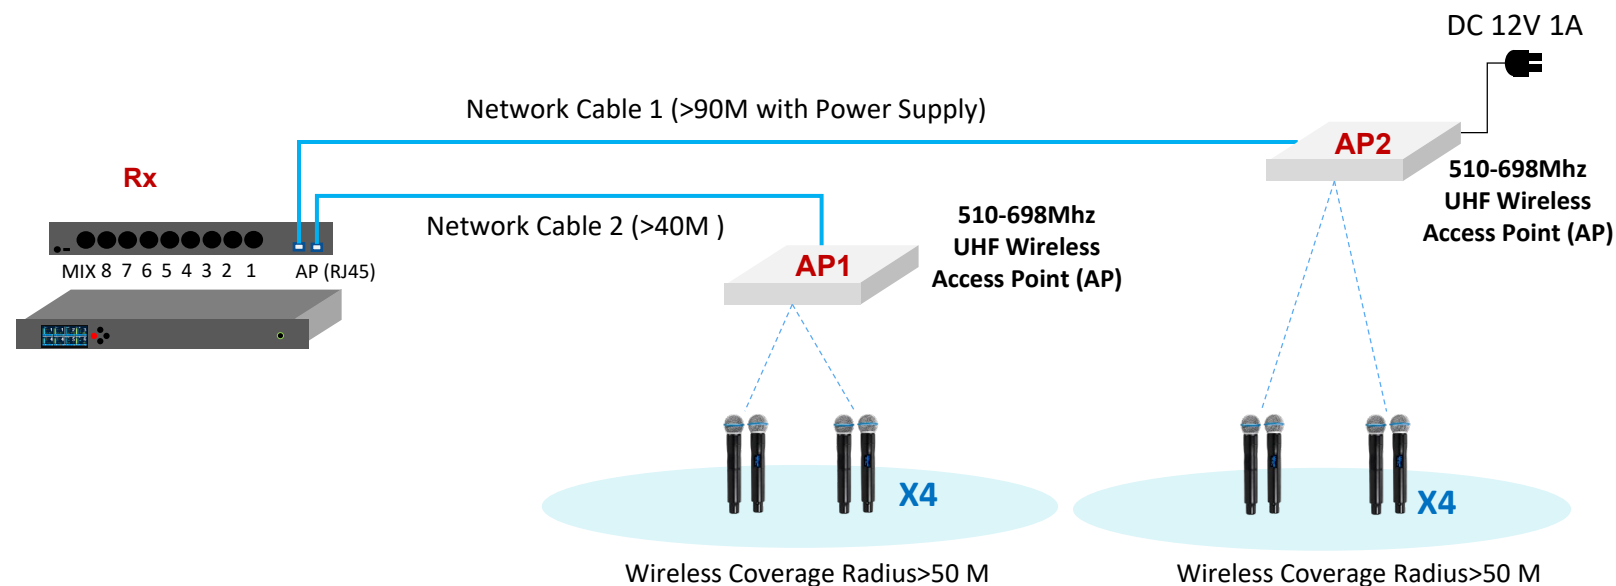 DC 12V 1A
Network Cable 1 (>90M with Power Supply)
AP2
510-698Mhz
UHF Wireless
Access Point (AP)
Rx
Network Cable 2 (>40M )
510-698Mhz
UHF Wireless
Access Point (AP)
AP1
MIX 8 7 6 5 4 3 2 1 AP (RJ45)
X4
X4
Wireless Coverage Radius>50 M
Wireless Coverage Radius>50 M